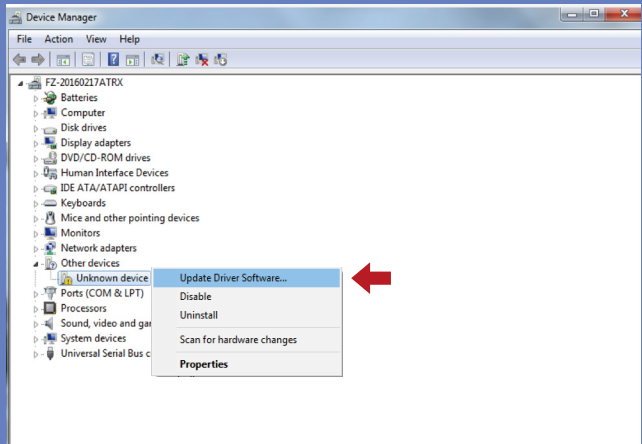 Device Manager
File Action View Help
FZ-20160217ATRX
Batteries
Computer
Disk drives
Display adapters
DVD/CD-ROM drives
Human Interface Devices
IDE ATA/ATAPI controllers
Keyboards
Mice and other pointing devices
Monitors
Network adapters
Other devices
Unknown device
Update Driver Software...
Ports (COM & LPT)
Disable
Processors
Uninstall
Sound, video and gar
System devices
Scan for hardware changes
Universal Serial Bus c
Properties